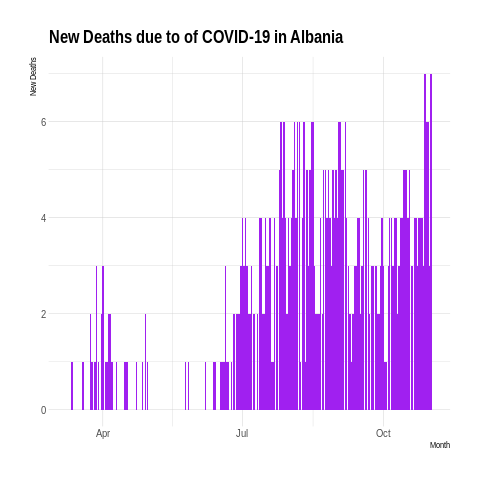 New Deaths due to of COVID-19 in Albania
New Deaths
6
4
2
0
Apr
Jul
Oct
Month